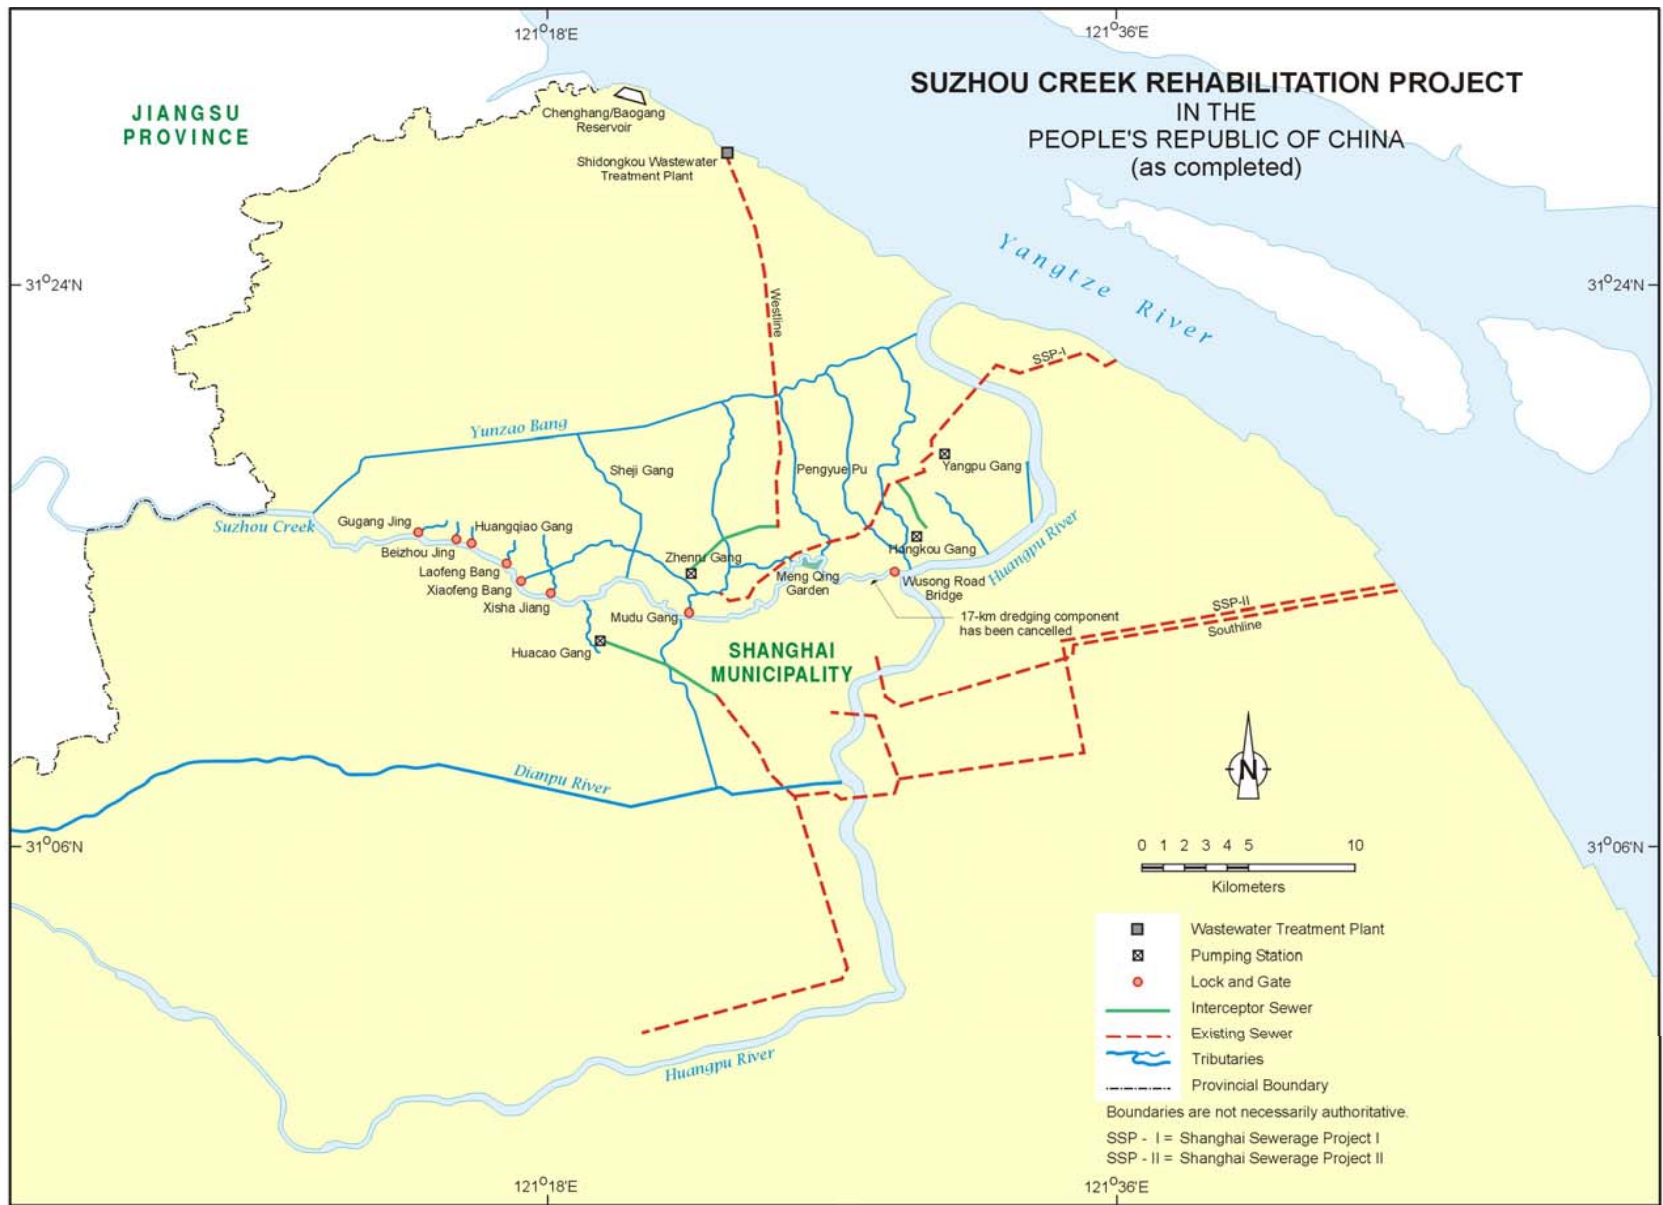 121°18'E
121°36'E
SUZHOU CREEK REHABILITATION PROJECT
IN THE
PEOPLE'S REPUBLIC OF CHINA
(as completed)
JIANGSU
PROVINCE
Chenghang/Baogang
Reservoir
Shidongkou Wastewater
Treatment Plant
Yangtze River
31°24'N
31°24'N
Westline
SSP-I
Yunzao Bang
Sheji Gang
Pengyue Pu
Yangpu Gang
Suzhou Creek
Gugang Jing
Huangqiao Gang
Beizhou Jing
Laofeng Bang
Xiaofeng Bang
Xisha Jiang
Zhenru Gang
Hongkou Gang
Huangpu River
Meng Qing
Garden
Wusong Road
Bridge
Mudu Gang
17-km dredging component
has been cancelled
Huacao Gang
SHANGHAI
MUNICIPALITY
SSP-II
Southline
Dianpu River
N
31°06'N
31°06'N
0 1 2 3 4 5 10
Kilometers
Huangpu River
Wastewater Treatment Plant
Pumping Station
Lock and Gate
Interceptor Sewer
Existing Sewer
Tributaries
Provincial Boundary
Boundaries are not necessarily authoritative.
SSP - I = Shanghai Sewerage Project I
SSP - II = Shanghai Sewerage Project II
121°18'E
121°36'E